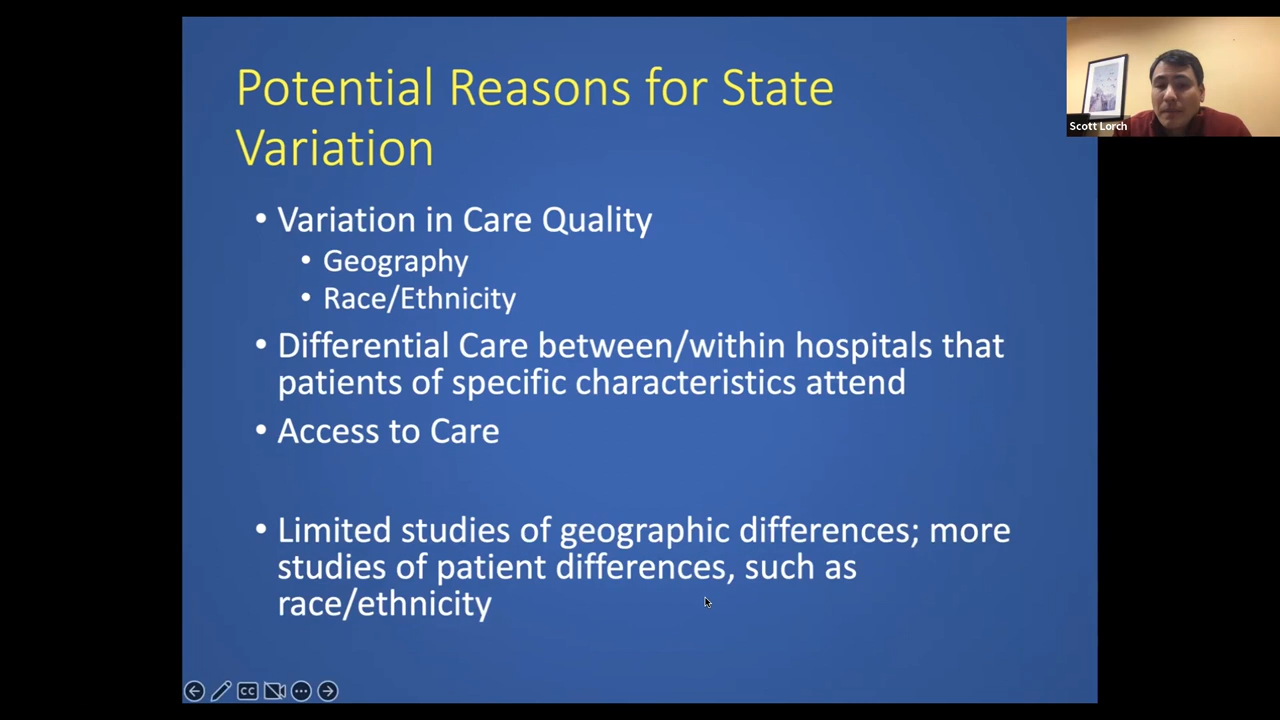 Potential Reasons for State
Variation
• Variation in Care Quality
• Geography
• Race/Ethnicity
• Differential Care between/within hospitals that
patients of specific characteristics attend
• Access to Care
• Limited studies of geographic differences; more
studies of patient differences, such as
race/ethnicity
Scott Lorch
CC